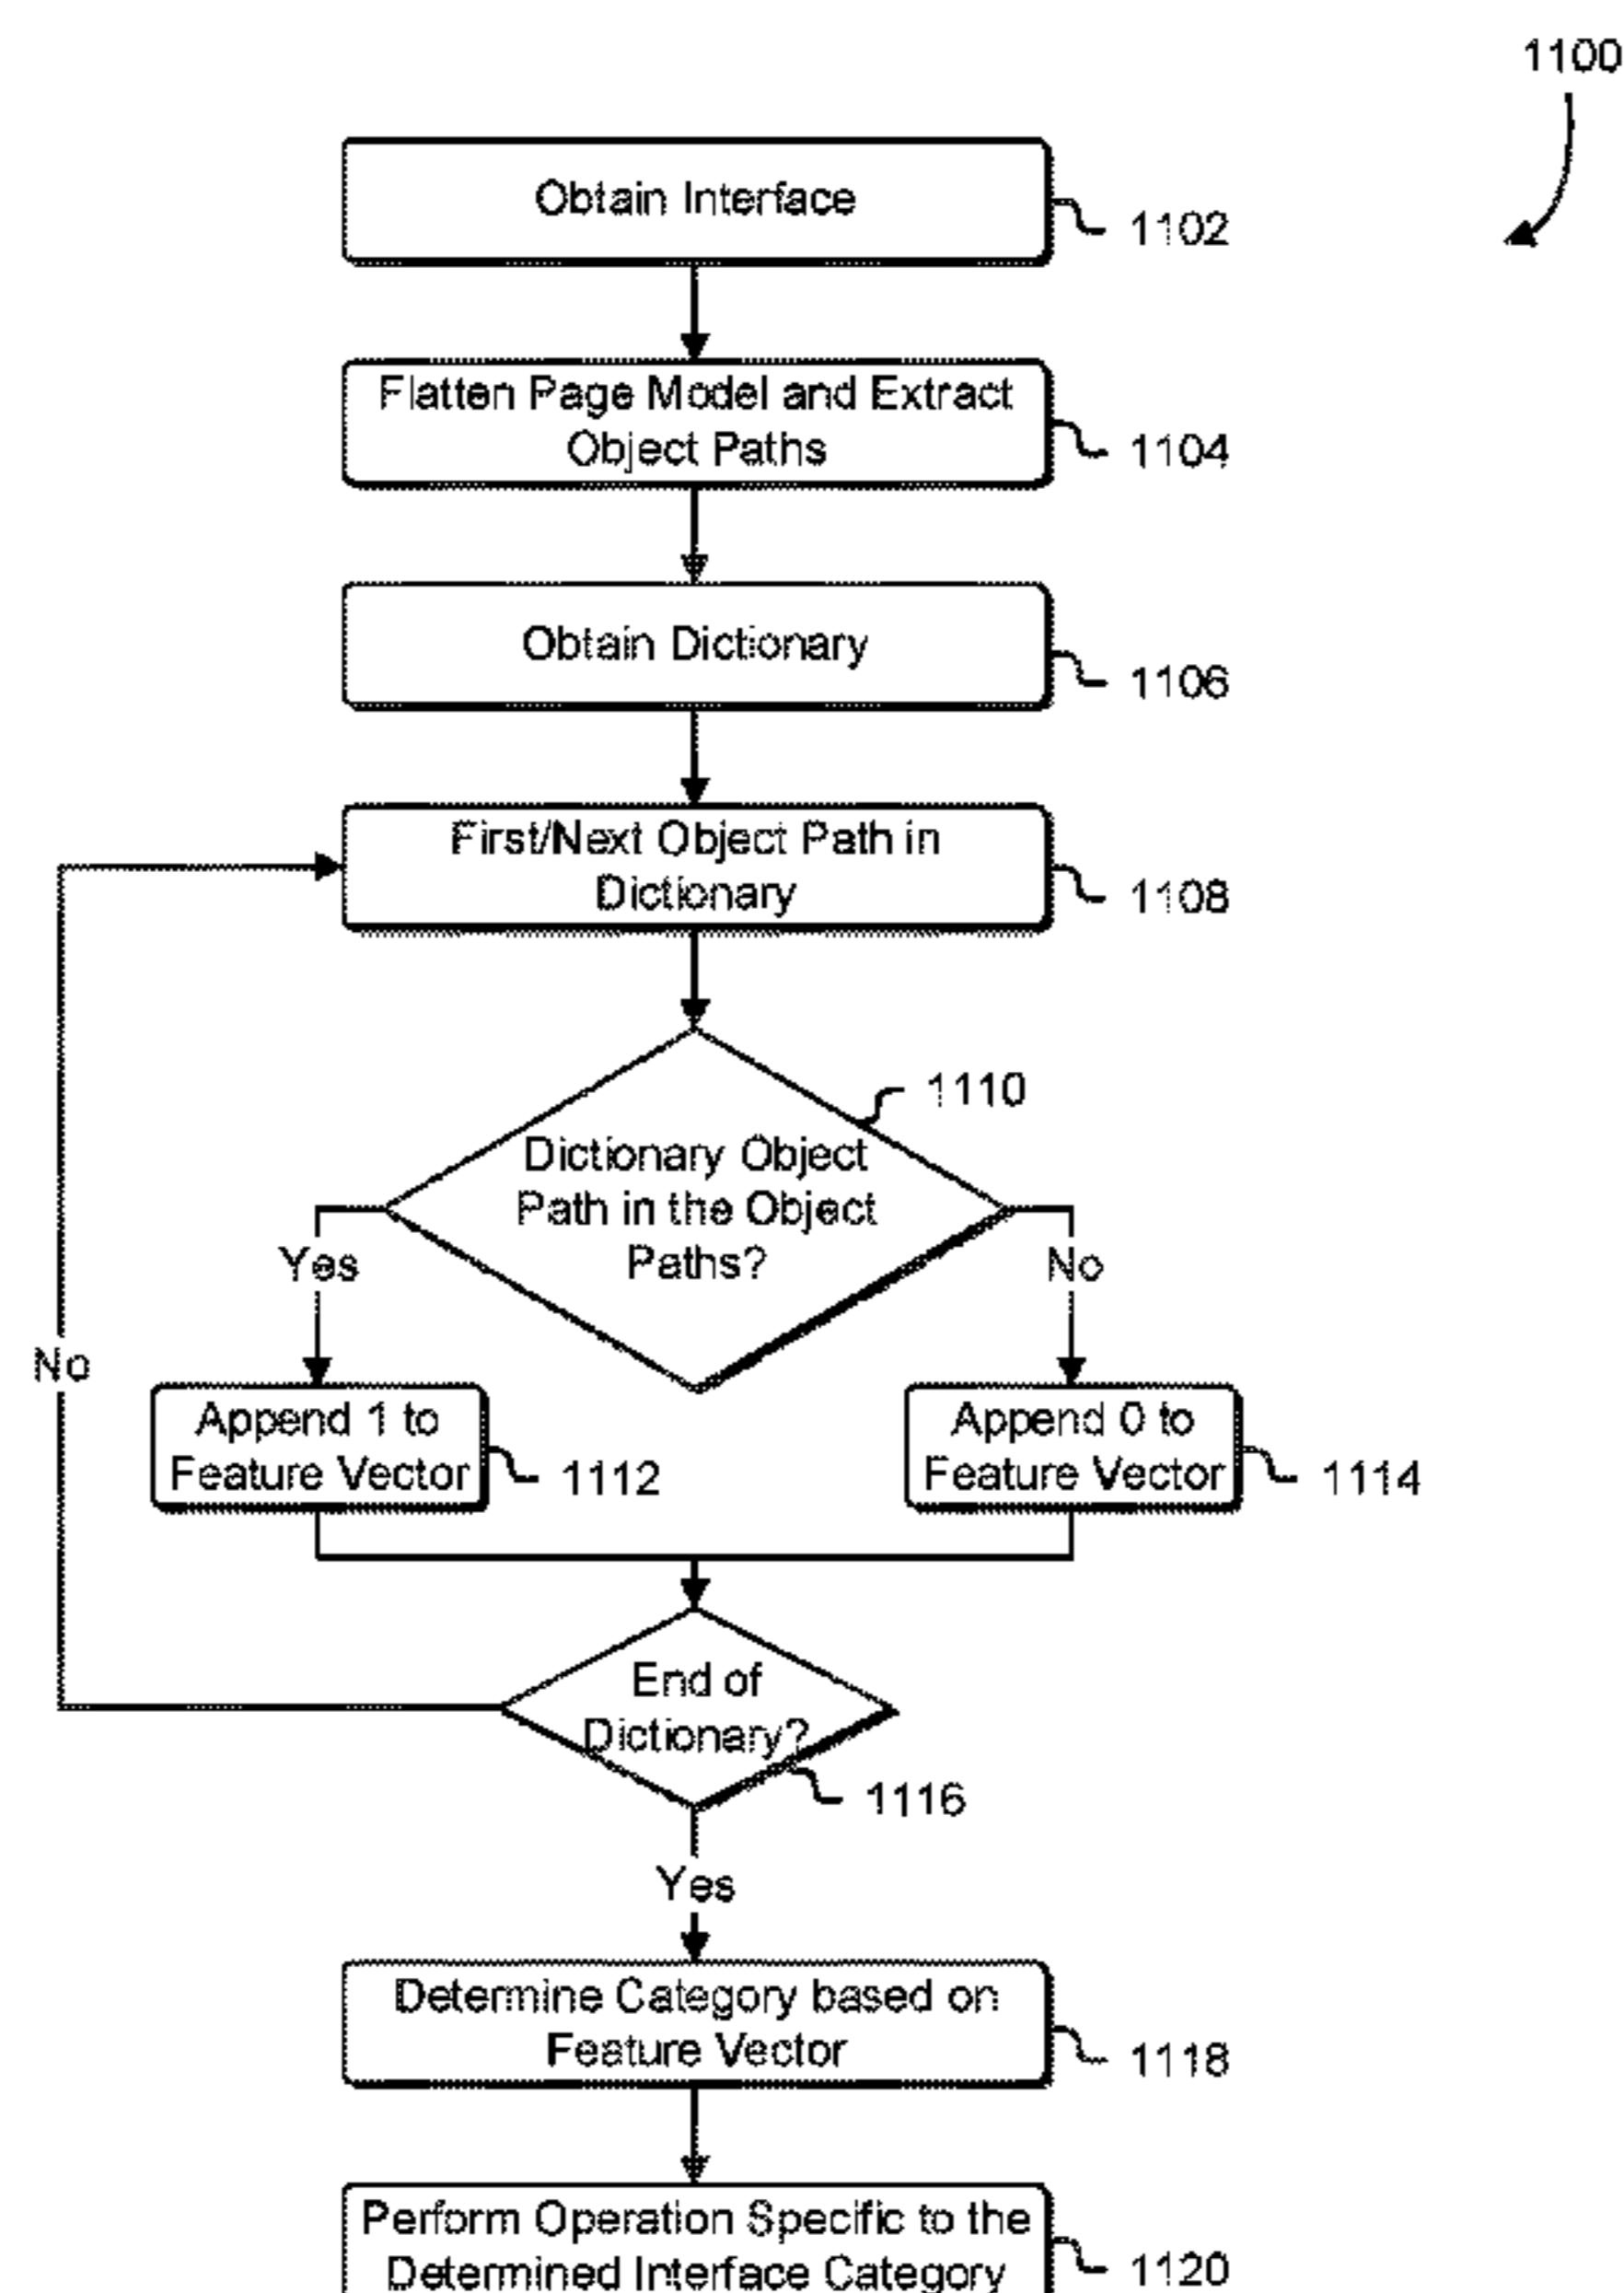 1100
Obtain Interface
1102
Flatten Page Model and Extract
Object Paths
1104
Obtain Dictionary
1106
First/Next Object Path in
Dictionary
1108
1110
Dictionary Object
Path in the Object
Paths?
Yes
No
No
Append 1 to
Feature Vector
1112
Append 0 to
Feature Vector
1114
End of
Dictionary?
1116
Yes
Determine Category based on
Feature Vector
1118
Perform Operation Specific to the
Determined Interface Category
1120